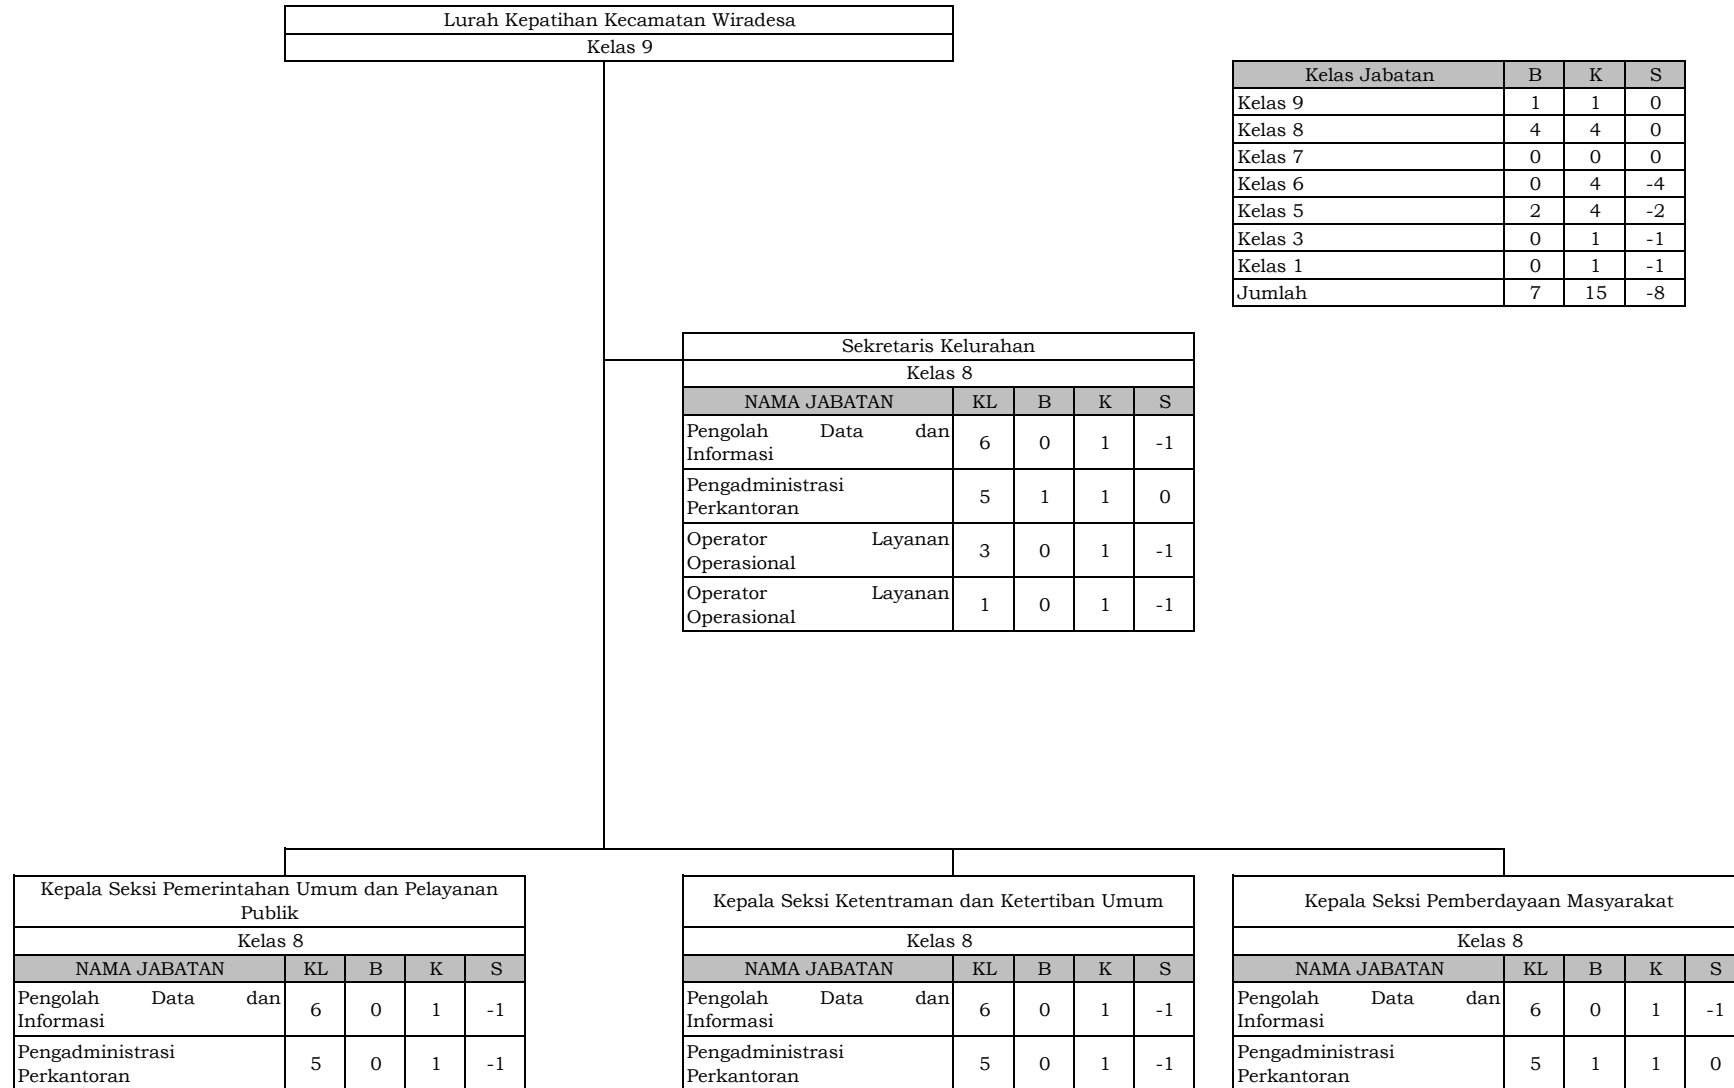 Lurah Kepatihan Kecamatan Wiradesa
Kelas 9
Kelas Jabatan B K S
Kelas 9 1 1 0
Kelas 8 4 4 0
Kelas 7 0 0 0
Kelas 6 0 4 -4
Kelas 5 2 4 -2
Kelas 3 0 1 -1
Kelas 1 0 1 -1
Jumlah 7 15 -8
Sekretaris Kelurahan
Kelas 8
NAMA JABATAN KL B K S
Pengolah Data dan
Informasi 6 0 1 -1
Pengadministrasi
Perkantoran 5 1 1 0
Operator Layanan
Operasional 3 0 1 -1
Operator Layanan
Operasional 1 0 1 -1
Kepala Seksi Pemerintahan Umum dan Pelayanan
Publik
Kelas 8
NAMA JABATAN KL B K S
Pengolah Data dan
Informasi 6 0 1 -1
Pengadministrasi
Perkantoran 5 0 1 -1
Kepala Seksi Ketentraman dan Ketertiban Umum
Kelas 8
NAMA JABATAN KL B K S
Pengolah Data dan
Informasi 6 0 1 -1
Pengadministrasi
Perkantoran 5 0 1 -1
Kepala Seksi Pemberdayaan Masyarakat
Kelas 8
NAMA JABATAN KL B K S
Pengolah Data dan
Informasi 6 0 1 -1
Pengadministrasi
Perkantoran 5 1 1 0